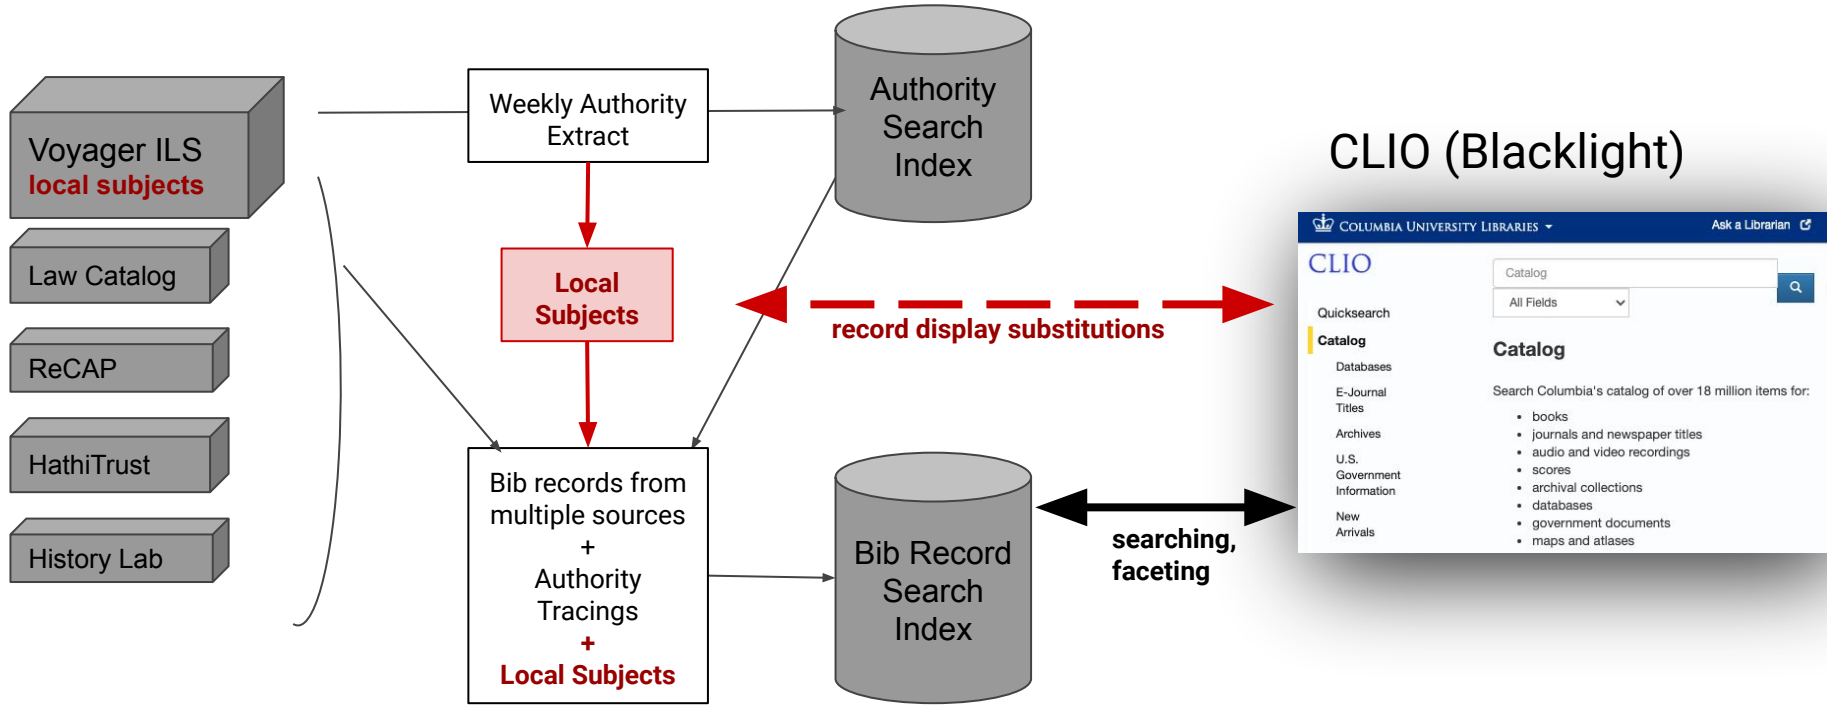 Voyager ILS
local subjects
Law Catalog
ReCAP
HathiTrust
History Lab
Weekly Authority
Extract
Local
Subjects
Bib records from
multiple sources
+
Authority
Tracings
+
Local Subjects
Authority
Search
Index
Bib Record
Search
Index
record display substitutions
searching,
faceting
CLIO (Blacklight)
COLUMBIA UNIVERSITY LIBRARIES
Ask a Librarian
CLIO
Catalog
All Fields
Quicksearch
Catalog
Databases
E-Journal
Titles
Archives
U.S.
Government
Information
New
Arrivals
Catalog
Search Columbia's catalog of over 18 million items for:
• books
• journals and newspaper titles
• audio and video recordings
• scores
• archival collections
• databases
• government documents
• maps and atlases